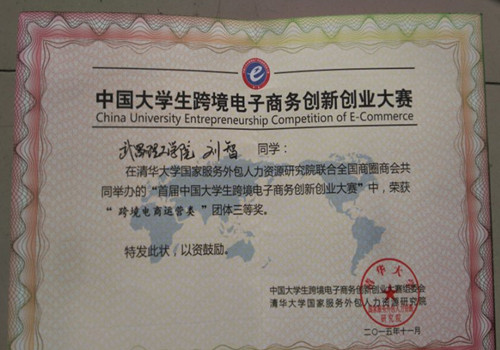 e
中国大学生跨境电子商务创新创业大赛
China University Entrepreneurship Competition of E-Commerce
武昌理工学院 刘智 同学:
在清华大学国家服务外包人力资源研究院联合全国商圈商会共
同举办的“首届中国大学生跨境电子商务创新创业大赛”中,荣获
“跨境电商运营类”团体三等奖。
特发此状,以资鼓励。
中国大学生跨境电子商务创新创业大赛组委会
清华大学国家服务外包人力资源研究院
二〇一五年十一月